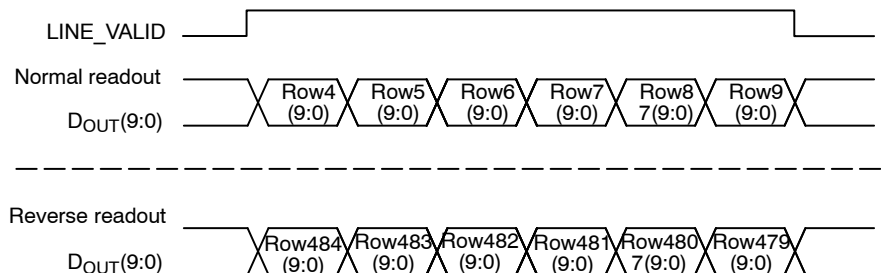 LINE_VALID
Normal readout
Row4 Row5 Row6 Row7 Row8 Row9
(9:0) (9:0) (9:0) (9:0) 7(9:0) (9:0)
DOUT(9:0)
Reverse readout
Row484 Row483 Row482 Row481 Row480 Row479
(9:0) (9:0) (9:0) (9:0) 7(9:0) (9:0)
DOUT(9:0)